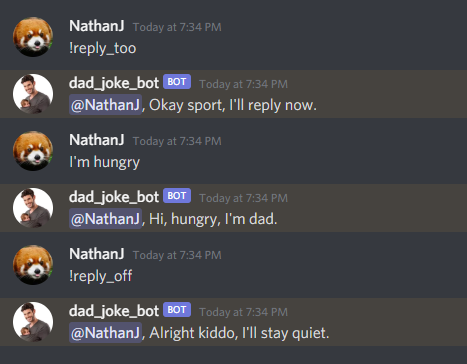 NathanJ Today at 7:34 PM
!reply_too
dad_joke_bot BOT Today at 7:34 PM
@NathanJ, Okay sport, I'll reply now.
NathanJ Today at 7:34 PM
I'm hungry
dad_joke_bot BOT Today at 7:34 PM
@NathanJ, Hi, hungry, I'm dad.
NathanJ Today at 7:34 PM
!reply_off
dad_joke_bot BOT Today at 7:34 PM
@NathanJ, Alright kiddo, I'll stay quiet.